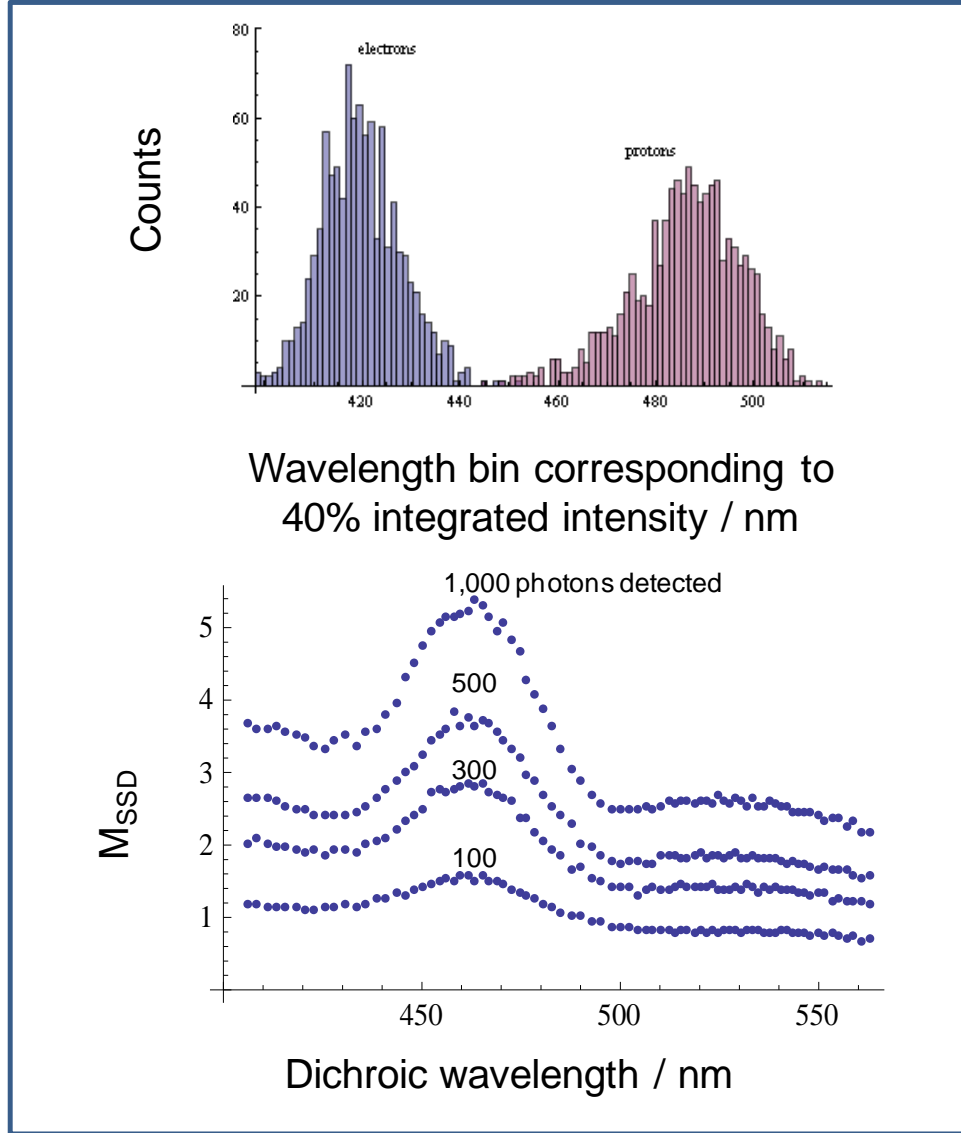 80
electrons
60
protons
40
20
Counts
420 440 460 480 500
Wavelength bin corresponding to
40% integrated intensity / nm
1,000 photons detected
5
500
4
300
3
2
100
1
M_SSD
450 500 550
Dichroic wavelength / nm